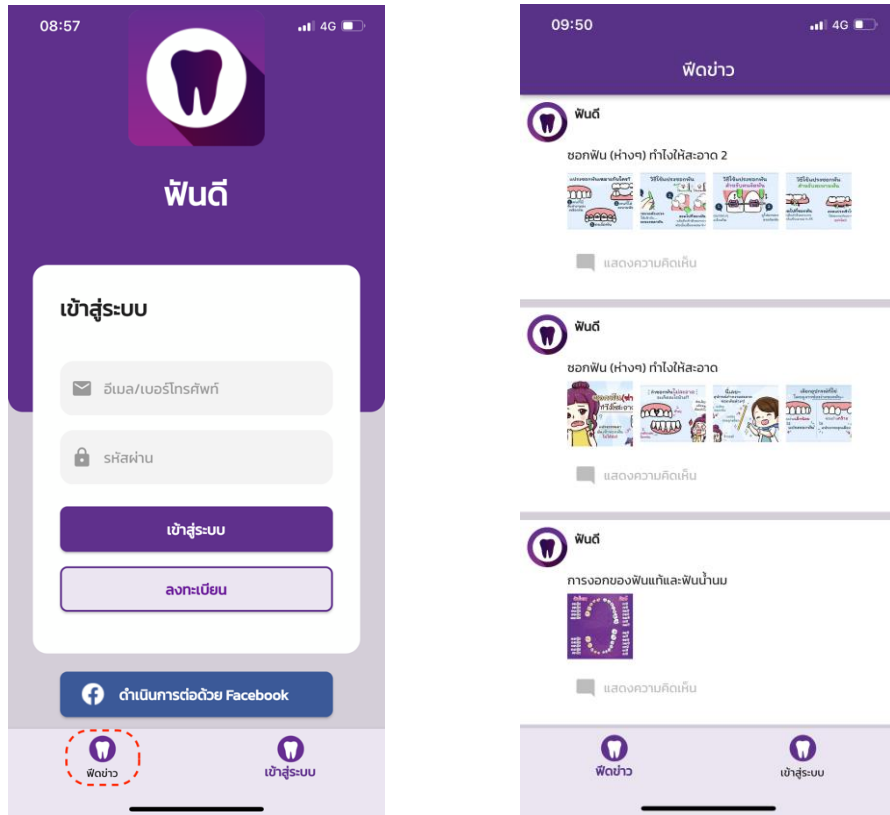 08:57
4G
ฟันดี
เข้าสู่ระบบ
อีเมล/เบอร์โทรศัพท์
รหัสผ่าน
เข้าสู่ระบบ
ลงทะเบียน
ดำเนินการต่อด้วย Facebook
ฟีดข่าว
เข้าสู่ระบบ
09:50
4G
ฟีดข่าว
ฟันดี
ซอกฟัน (ห่างๆ) ทำไงให้สะอาด 2
แสดงความคิดเห็น
ฟันดี
ซอกฟัน (ห่างๆ) ทำไงให้สะอาด
แสดงความคิดเห็น
ฟันดี
การงอกของฟันแท้และฟันน้ำนม
แสดงความคิดเห็น
ฟีดข่าว
เข้าสู่ระบบ